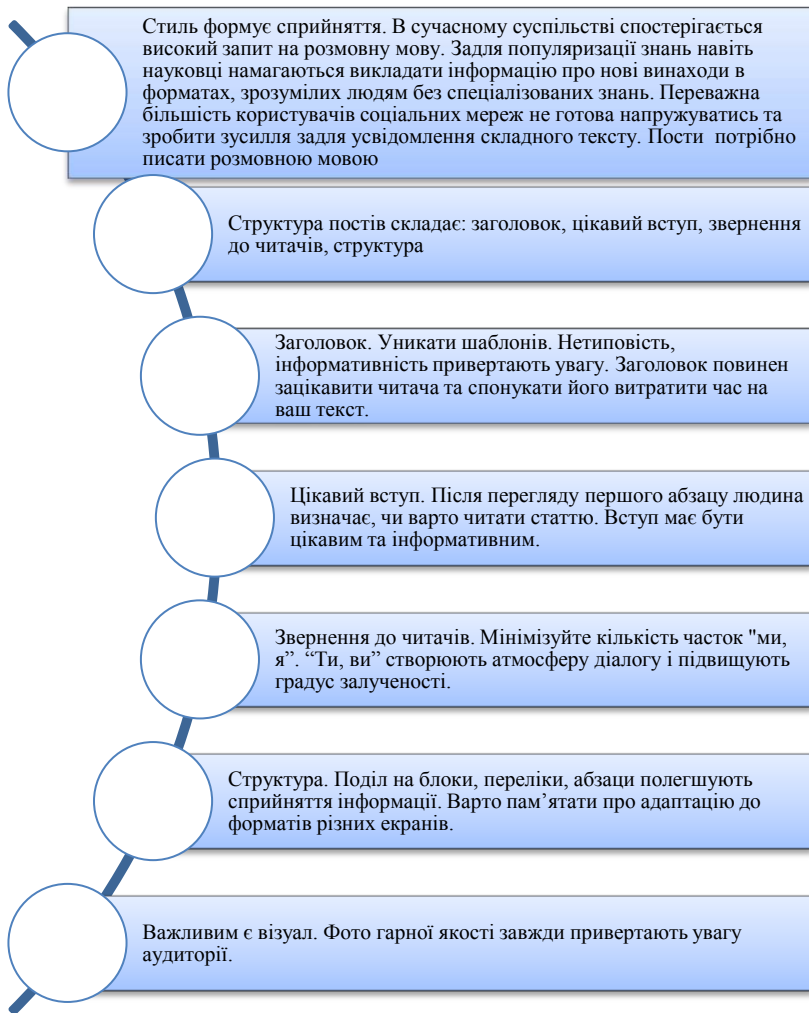 Стиль формує сприйняття. В сучасному суспільстві спостерігається
високий запит на розмовну мову. Задля популяризації знань навіть
науковці намагаються викладати інформацію про нові винаходи в
форматах, зрозумілих людям без спеціалізованих знань. Переважна
більшість користувачів соціальних мереж не готова напружуватись та
зробити зусилля задля усвідомлення складного тексту. Пости потрібно
писати розмовною мовою
Структура постів складає: заголовок, цікавий вступ, звернення
до читачів, структура
Заголовок. Уникати шаблонів. Нетиповість,
інформативність привертають увагу. Заголовок повинен
зацікавити читача та спонукати його витратити час на
ваш текст.
Цікавий вступ. Після перегляду першого абзацу людина
визначає, чи варто читати статтю. Вступ має бути
цікавим та інформативним.
Звернення до читачів. Мінімізуйте кількість часток "ми,
я”. “Ти, ви” створюють атмосферу діалогу і підвищують
градус залученості.
Структура. Поділ на блоки, переліки, абзаци полегшують
сприйняття інформації. Варто пам’ятати про адаптацію до
форматів різних екранів.
Важливим є візуал. Фото гарної якості завжди привертають увагу
аудиторії.